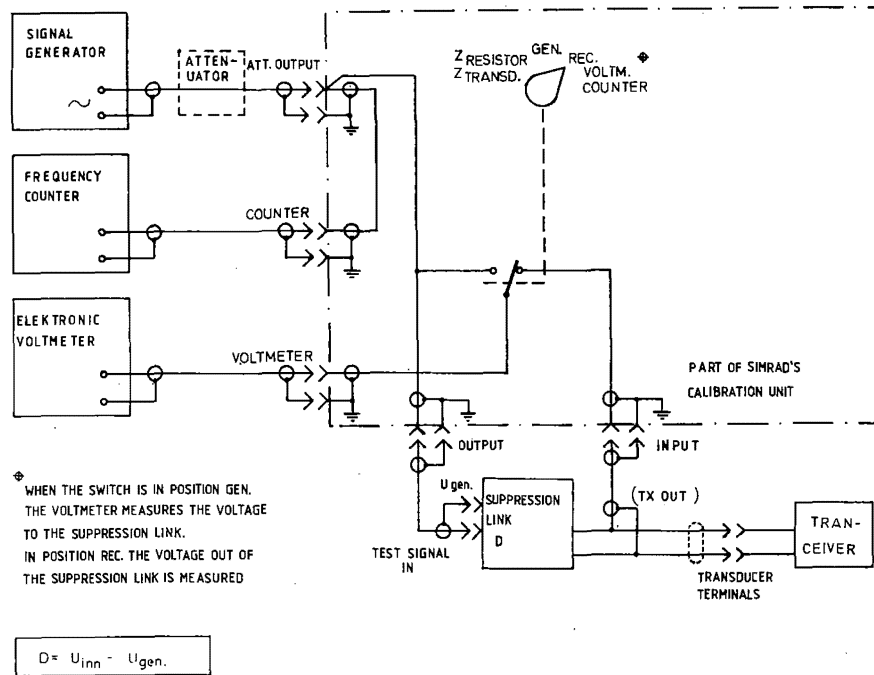 SIGNAL
GENERATOR
ATTEN-
UATOR
ATT. OUTPUT
Z RESISTOR
Z TRANSD.
GEN.
REC.
VOLTM.
COUNTER
FREQUENCY
COUNTER
COUNTER
ELEKTRONIC
VOLTMETER
VOLTMETER
PART OF SIMRAD'S
CALIBRATION UNIT
OUTPUT
INPUT
WHEN THE SWITCH IS IN POSITION GEN.
THE VOLTMETER MEASURES THE VOLTAGE
TO THE SUPPRESSION LINK.
IN POSITION REC. THE VOLTAGE OUT OF
THE SUPPRESSION LINK IS MEASURED
U gen.
SUPPRESSION
LINK
D
(TX OUT)
TEST SIGNAL
IN
TRANSDUCER
TERMINALS
TRAN-
CEIVER
D= Uinn - Ugen.